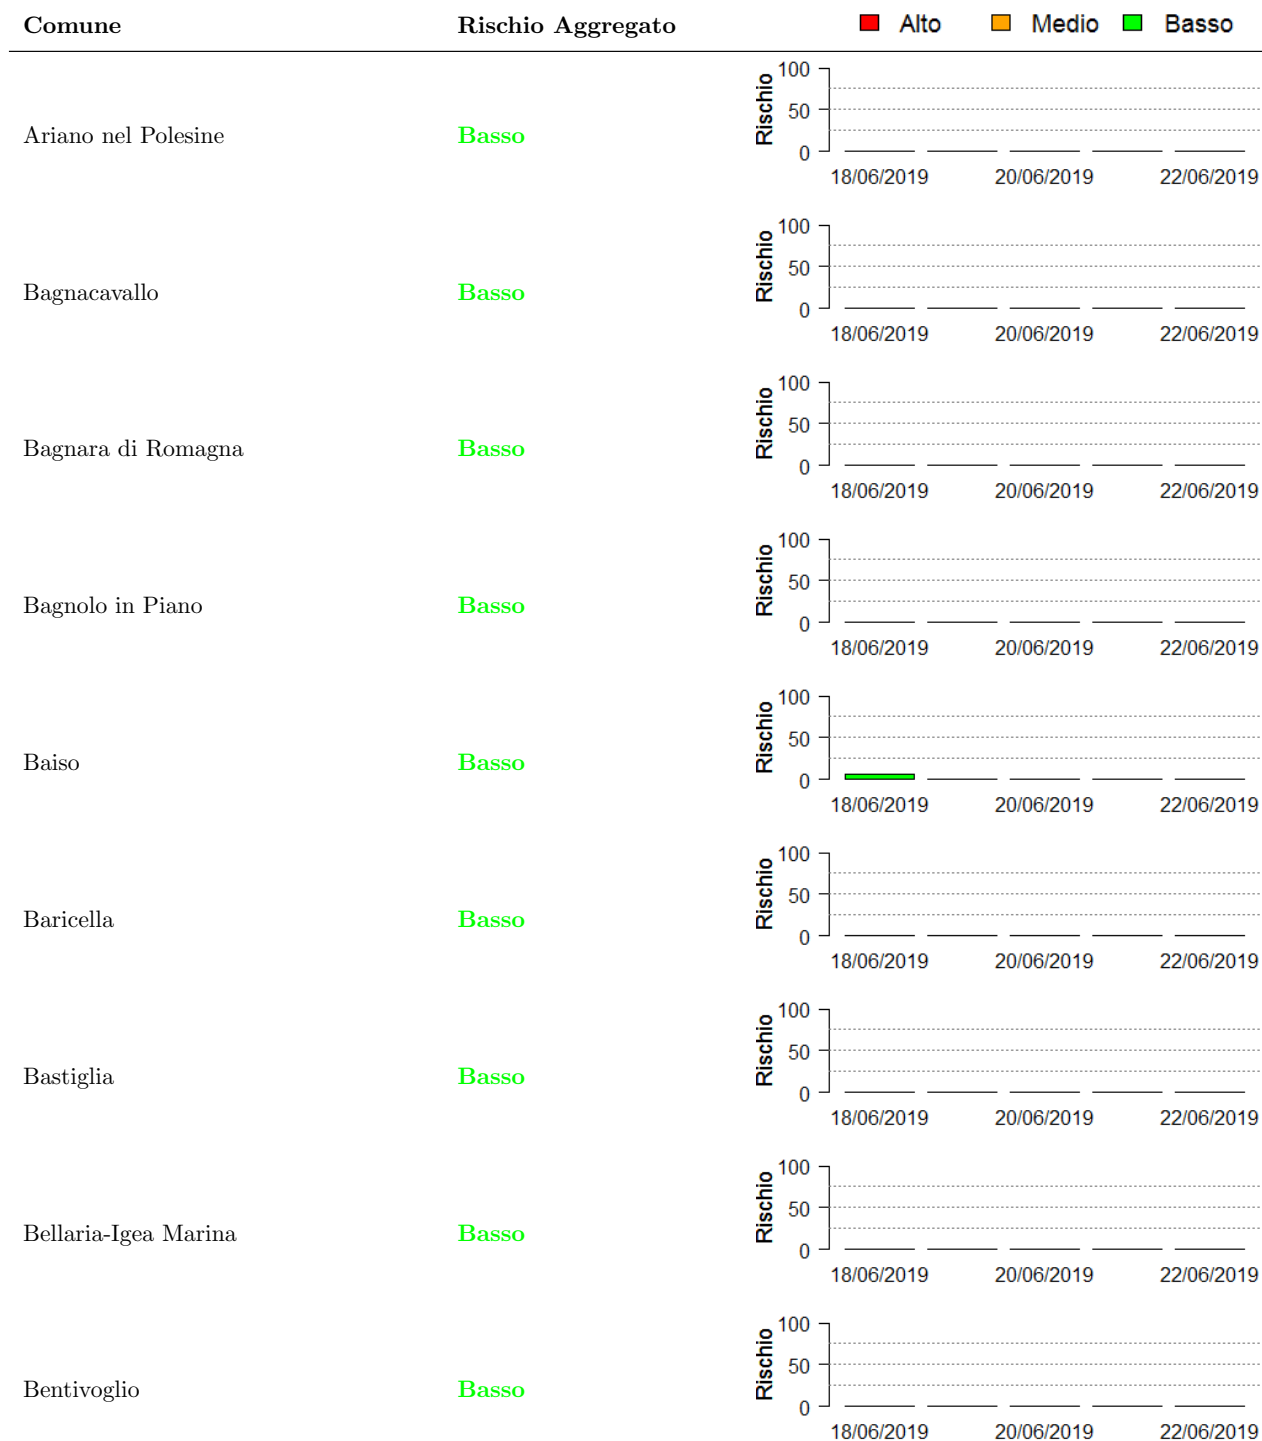 Comune Rischio Aggregato Alto Medio Basso
100
50
0
Rischio
Ariano nel Polesine Basso
18/06/2019 20/06/2019 22/06/2019
100
50
0
Rischio
Bagnacavallo Basso
18/06/2019 20/06/2019 22/06/2019
100
50
0
Rischio
Bagnara di Romagna Basso
18/06/2019 20/06/2019 22/06/2019
100
50
0
Rischio
Bagnolo in Piano Basso
18/06/2019 20/06/2019 22/06/2019
100
50
0
Rischio
Baiso Basso
18/06/2019 20/06/2019 22/06/2019
100
50
0
Rischio
Baricella Basso
18/06/2019 20/06/2019 22/06/2019
100
50
0
Rischio
Bastiglia Basso
18/06/2019 20/06/2019 22/06/2019
100
50
0
Rischio
Bellaria-Igea Marina Basso
18/06/2019 20/06/2019 22/06/2019
100
50
0
Rischio
Bentivoglio Basso
18/06/2019 20/06/2019 22/06/2019